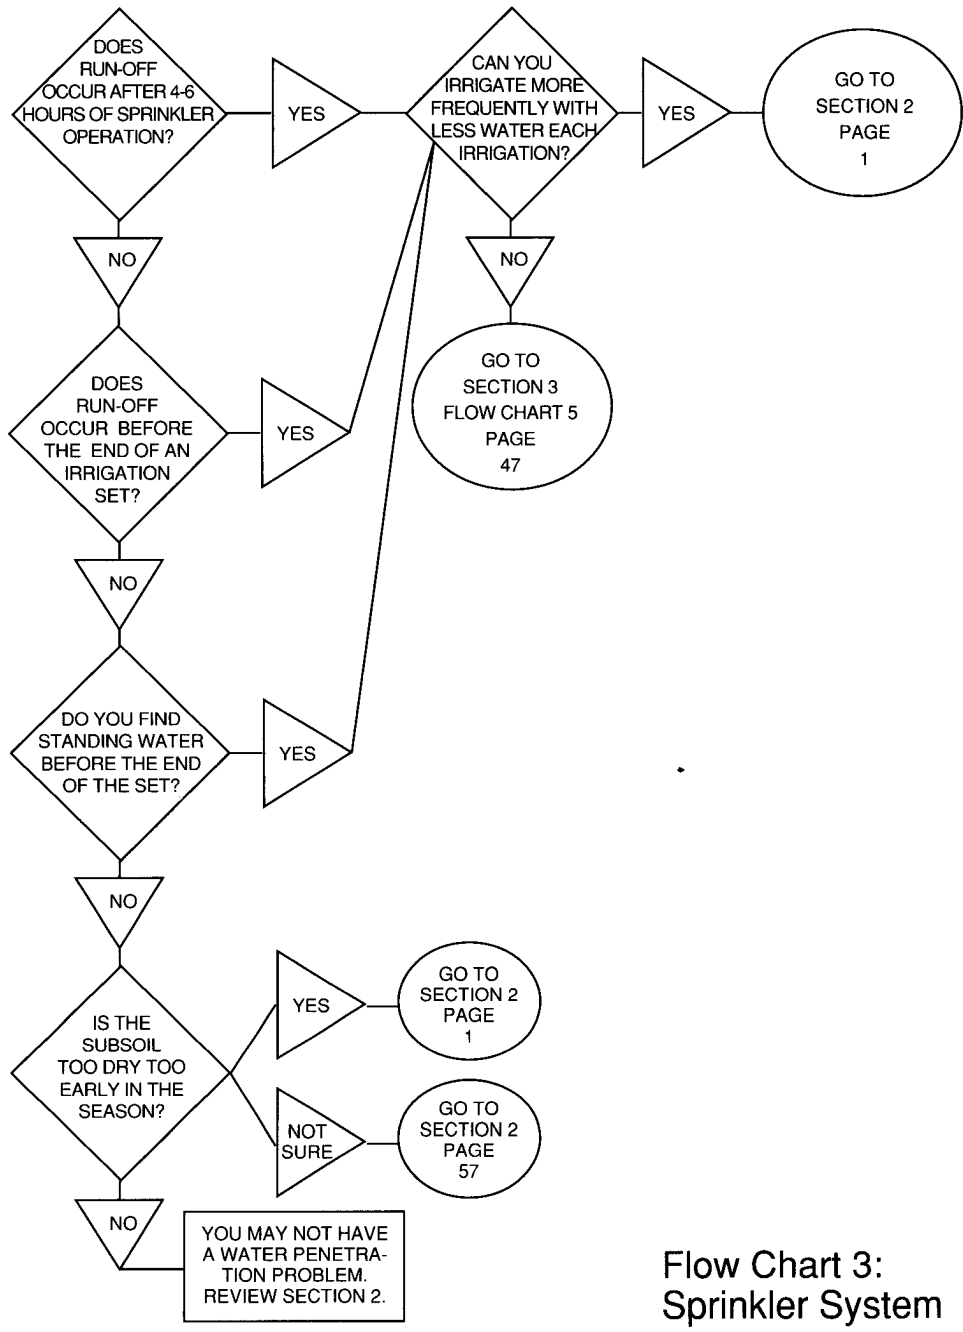 DOES
RUN-OFF
OCCUR AFTER 4-6
HOURS OF SPRINKLER
OPERATION?
YES
CAN YOU
IRRIGATE MORE
FREQUENTLY WITH
LESS WATER EACH
IRRIGATION?
YES
GO TO
SECTION 2
PAGE
1
NO
NO
GO TO
SECTION 3
FLOW CHART 5
PAGE
47
DOES
RUN-OFF
OCCUR BEFORE
THE END OF AN
IRRIGATION
SET?
YES
NO
DO YOU FIND
STANDING WATER
BEFORE THE END
OF THE SET?
YES
NO
IS THE
SUBSOIL
TOO DRY TOO
EARLY IN THE
SEASON?
YES
GO TO
SECTION 2
PAGE
1
NOT
SURE
GO TO
SECTION 2
PAGE
57
NO
YOU MAY NOT HAVE
A WATER PENETRA-
TION PROBLEM.
REVIEW SECTION 2.
Flow Chart 3:
Sprinkler System